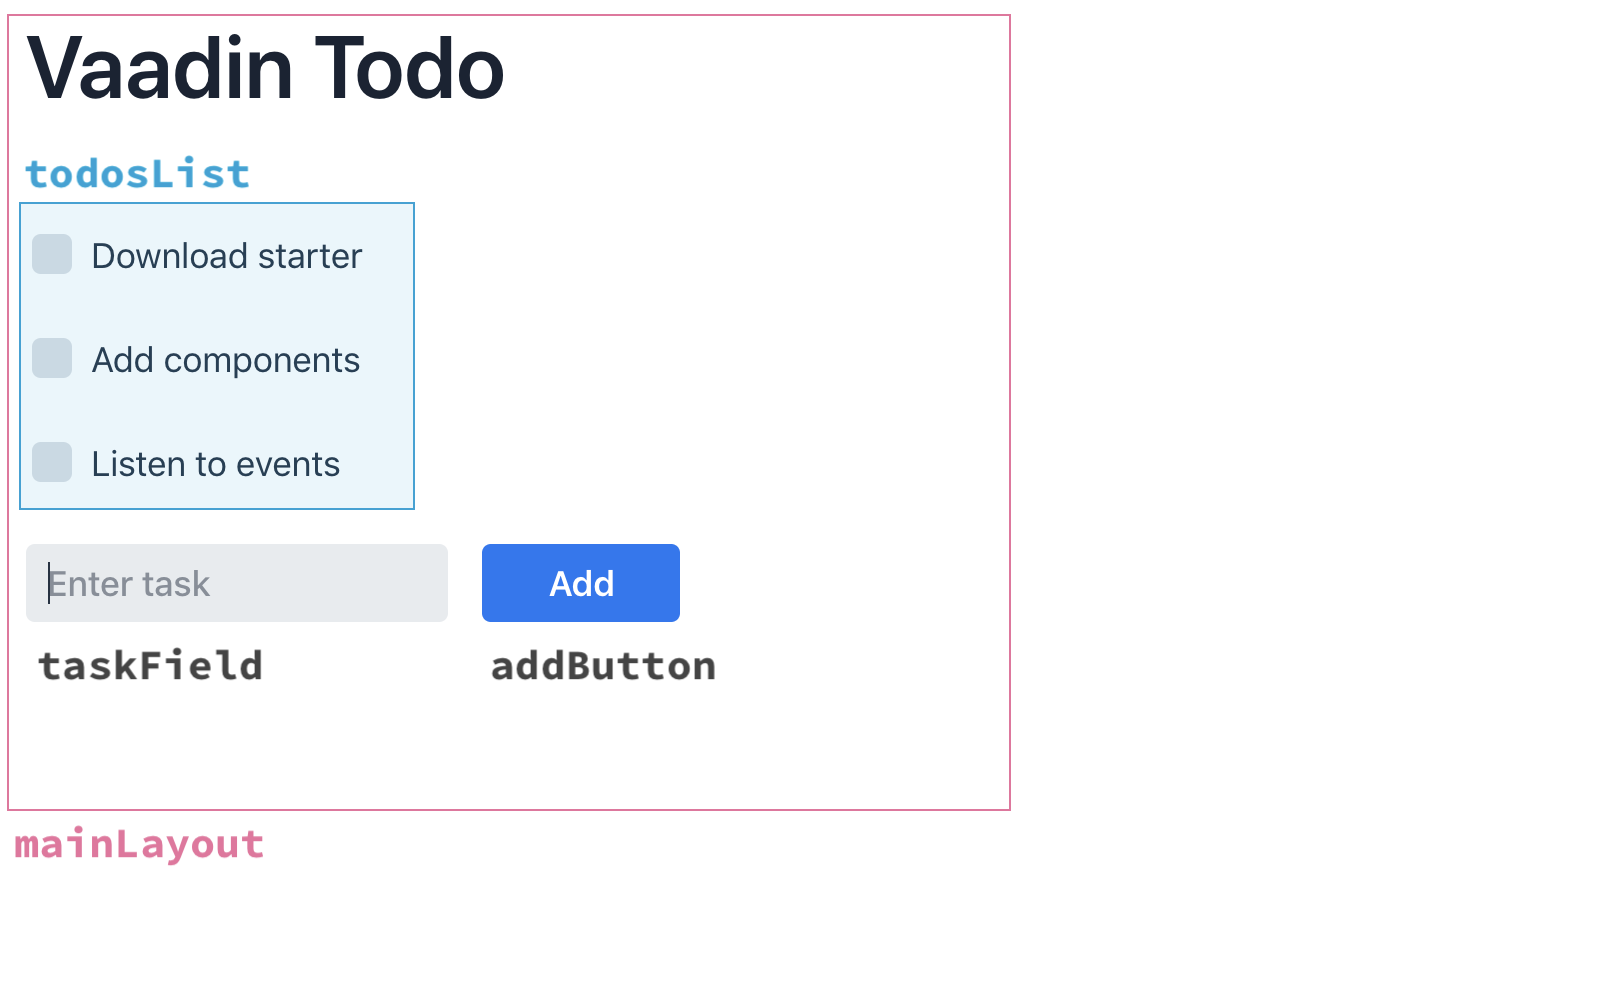 Vaadin Todo
todosList
Download starter
Add components
Listen to events
Enter task
Add
taskField
addButton
mainLayout